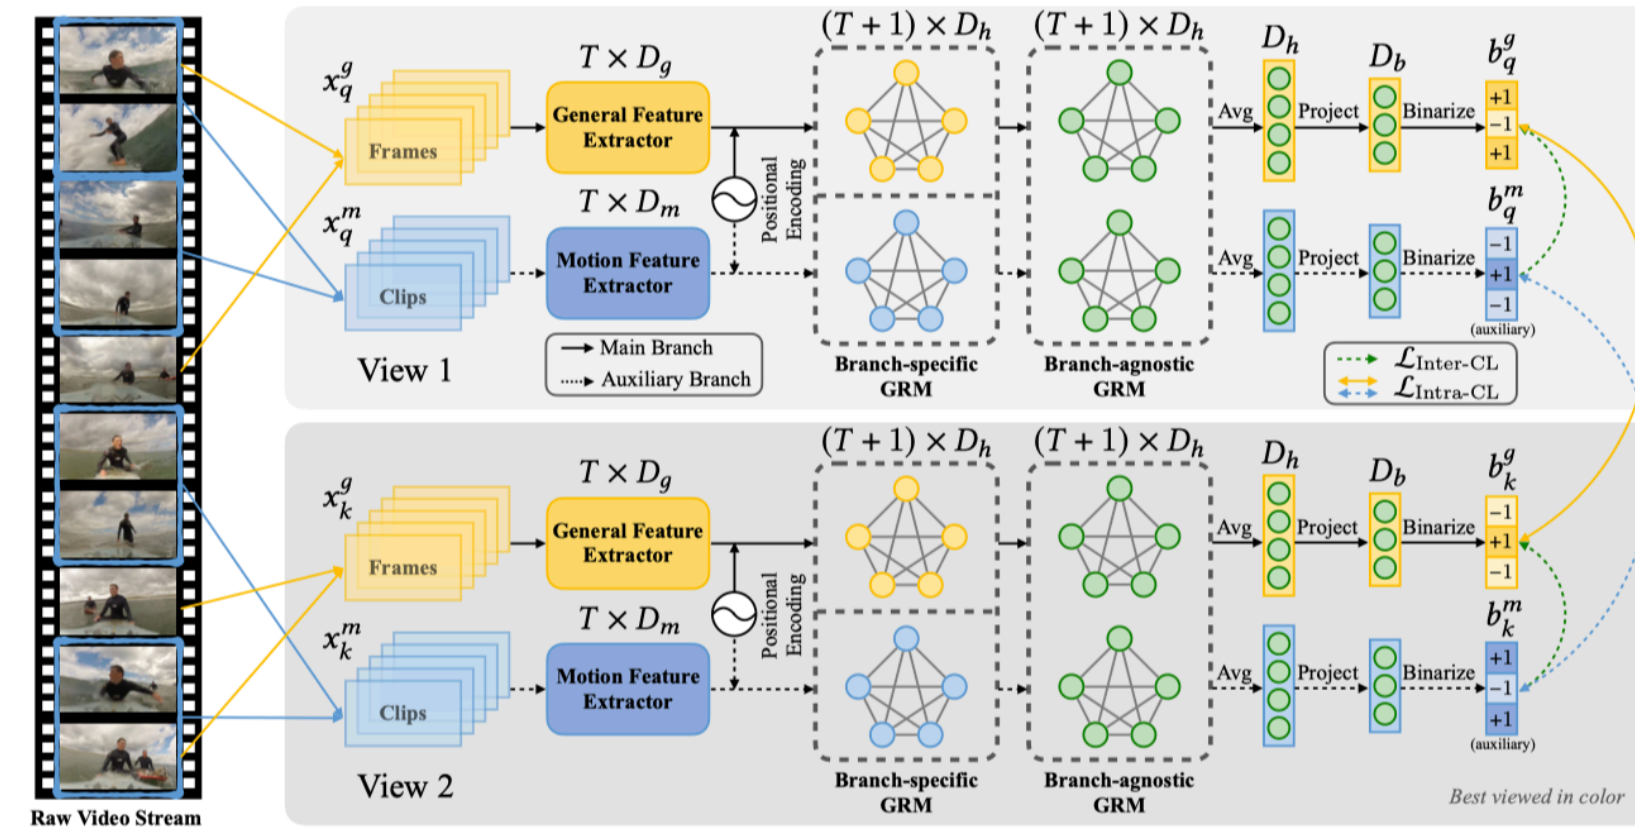 (T + 1) × D_h
(T + 1) × D_h
T × D_g
D_h
D_b
b_q^g
x_q^g
Frames
General Feature
Extractor
Positional
Encoding
Avg
Project
Binarize
+1
−1
+1
x_q^m
Clips
T × D_m
Motion Feature
Extractor
Avg
Project
Binarize
b_q^m
−1
+1
−1
(auxiliary)
View 1
Main Branch
Auxiliary Branch
Branch-specific
GRM
Branch-agnostic
GRM
ℒ_Inter-CL
ℒ_Intra-CL
(T + 1) × D_h
(T + 1) × D_h
T × D_g
D_h
D_b
b_k^g
x_k^g
Frames
General Feature
Extractor
Positional
Encoding
Avg
Project
Binarize
−1
+1
−1
x_k^m
Clips
T × D_m
Motion Feature
Extractor
Avg
Project
Binarize
b_k^m
+1
−1
+1
(auxiliary)
View 2
Branch-specific
GRM
Branch-agnostic
GRM
Best viewed in color
Raw Video Stream